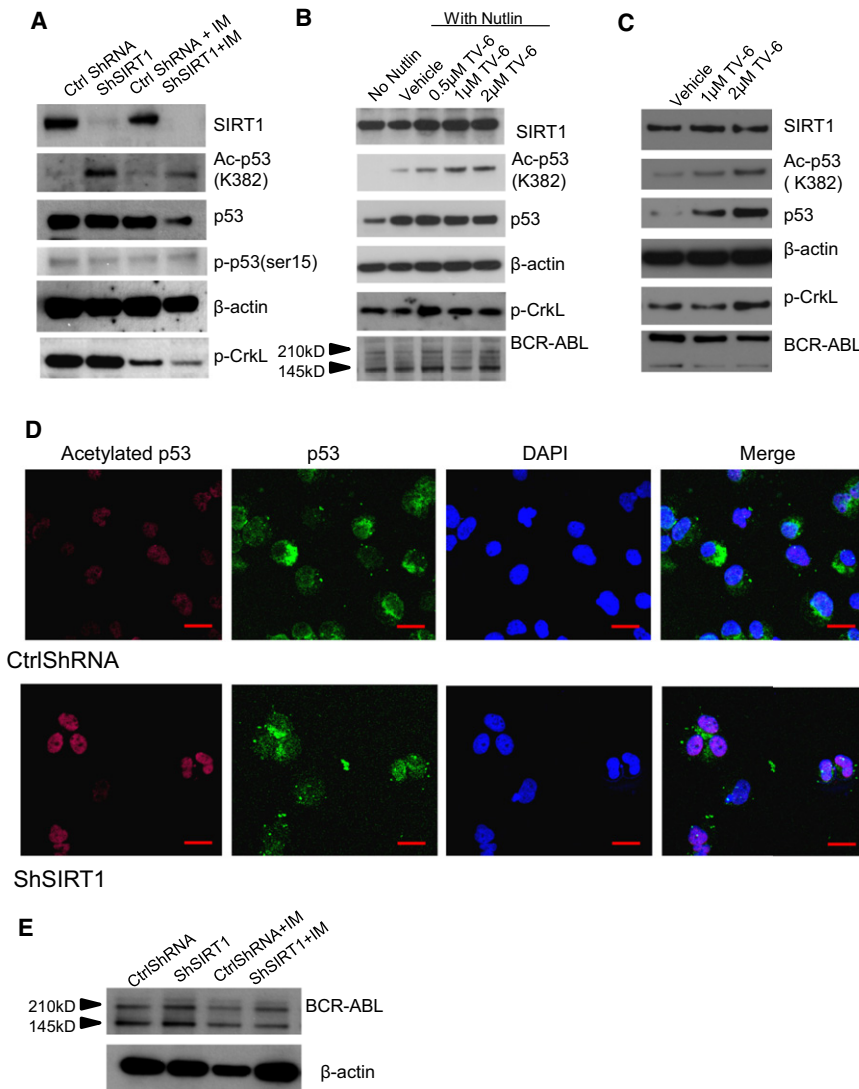 A
Ctrl ShRNA
ShSIRT1
Ctrl ShRNA + IM
ShSIRT1+IM
SIRT1
Ac-p53
(K382)
p53
p-p53(ser15)
β-actin
p-CrkL
B
With Nutlin
No Nutlin
Vehicle
0.5µM TV-6
1µM TV-6
2µM TV-6
SIRT1
Ac-p53
(K382)
p53
β-actin
p-CrkL
BCR-ABL
210kD
145kD
C
Vehicle
1µM TV-6
2µM TV-6
SIRT1
Ac-p53
( K382)
p53
β-actin
p-CrkL
BCR-ABL
D
Acetylated p53
p53
DAPI
Merge
CtrlShRNA
ShSIRT1
E
CtrlShRNA
ShSIRT1
CtrlShRNA+IM
ShSIRT1+IM
210kD
145kD
BCR-ABL
β-actin